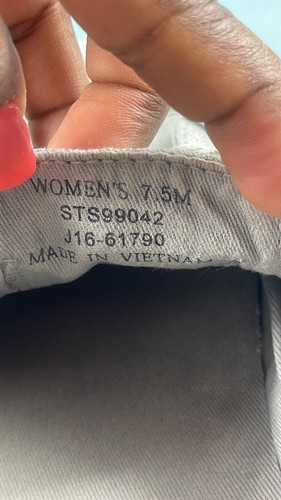 WOMEN'S 7.5M
STS99042
J16-61790
MADE IN VIETNAM